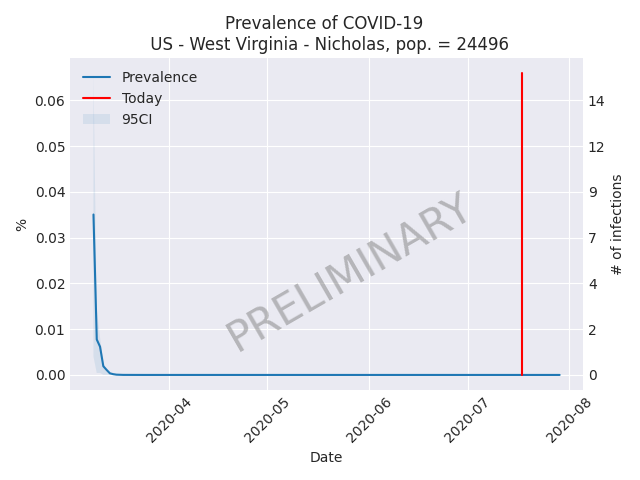 Prevalence of COVID-19
US - West Virginia - Nicholas, pop. = 24496
Prevalence
Today
95CI
0.06
0.05
0.04
0.03
0.02
0.01
0.00
%
14
12
9
7
4
2
0
# of infections
PRELIMINARY
2020-04
2020-05
2020-06
2020-07
2020-08
Date